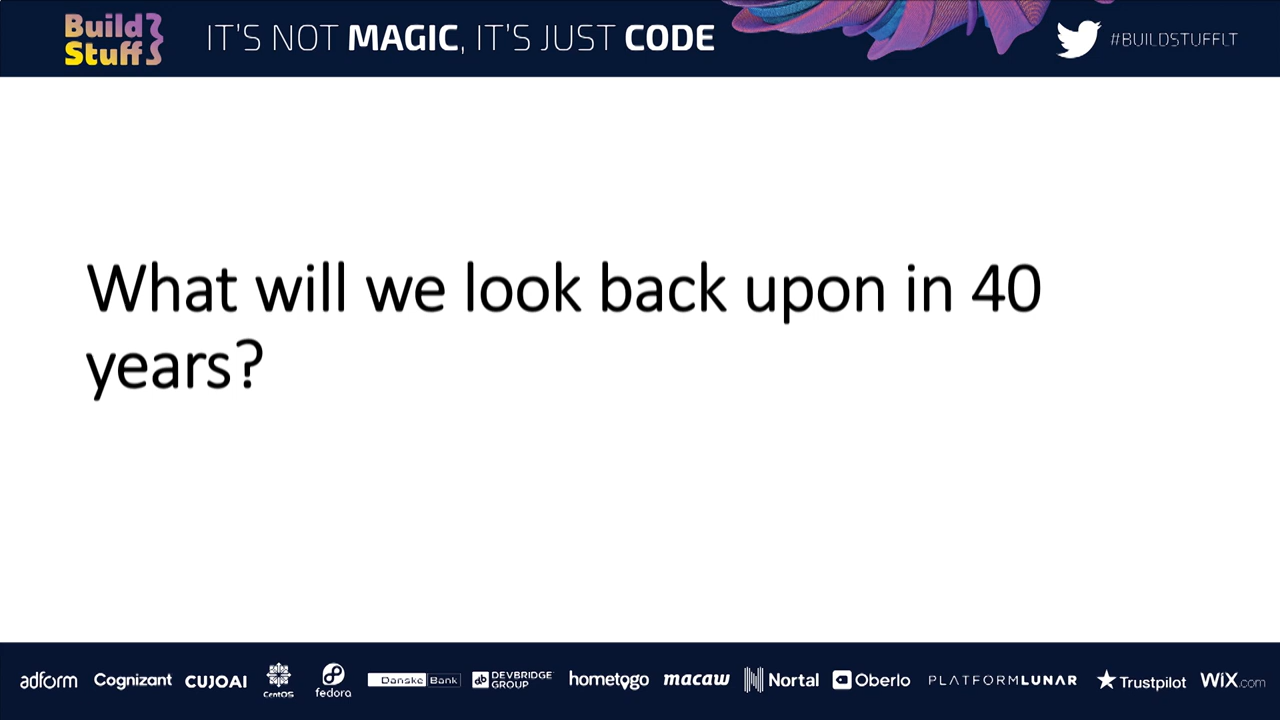 Build Stuff
IT'S NOT MAGIC, IT'S JUST CODE
#BUILDSTUFFLT
What will we look back upon in 40
years?
adform Cognizant CUJOAI CentOS fedora Danske Bank db DEVBRIDGE GROUP hometogo macaw Nortal Oberlo PLATFORMLUNAR Trustpilot WiX.com